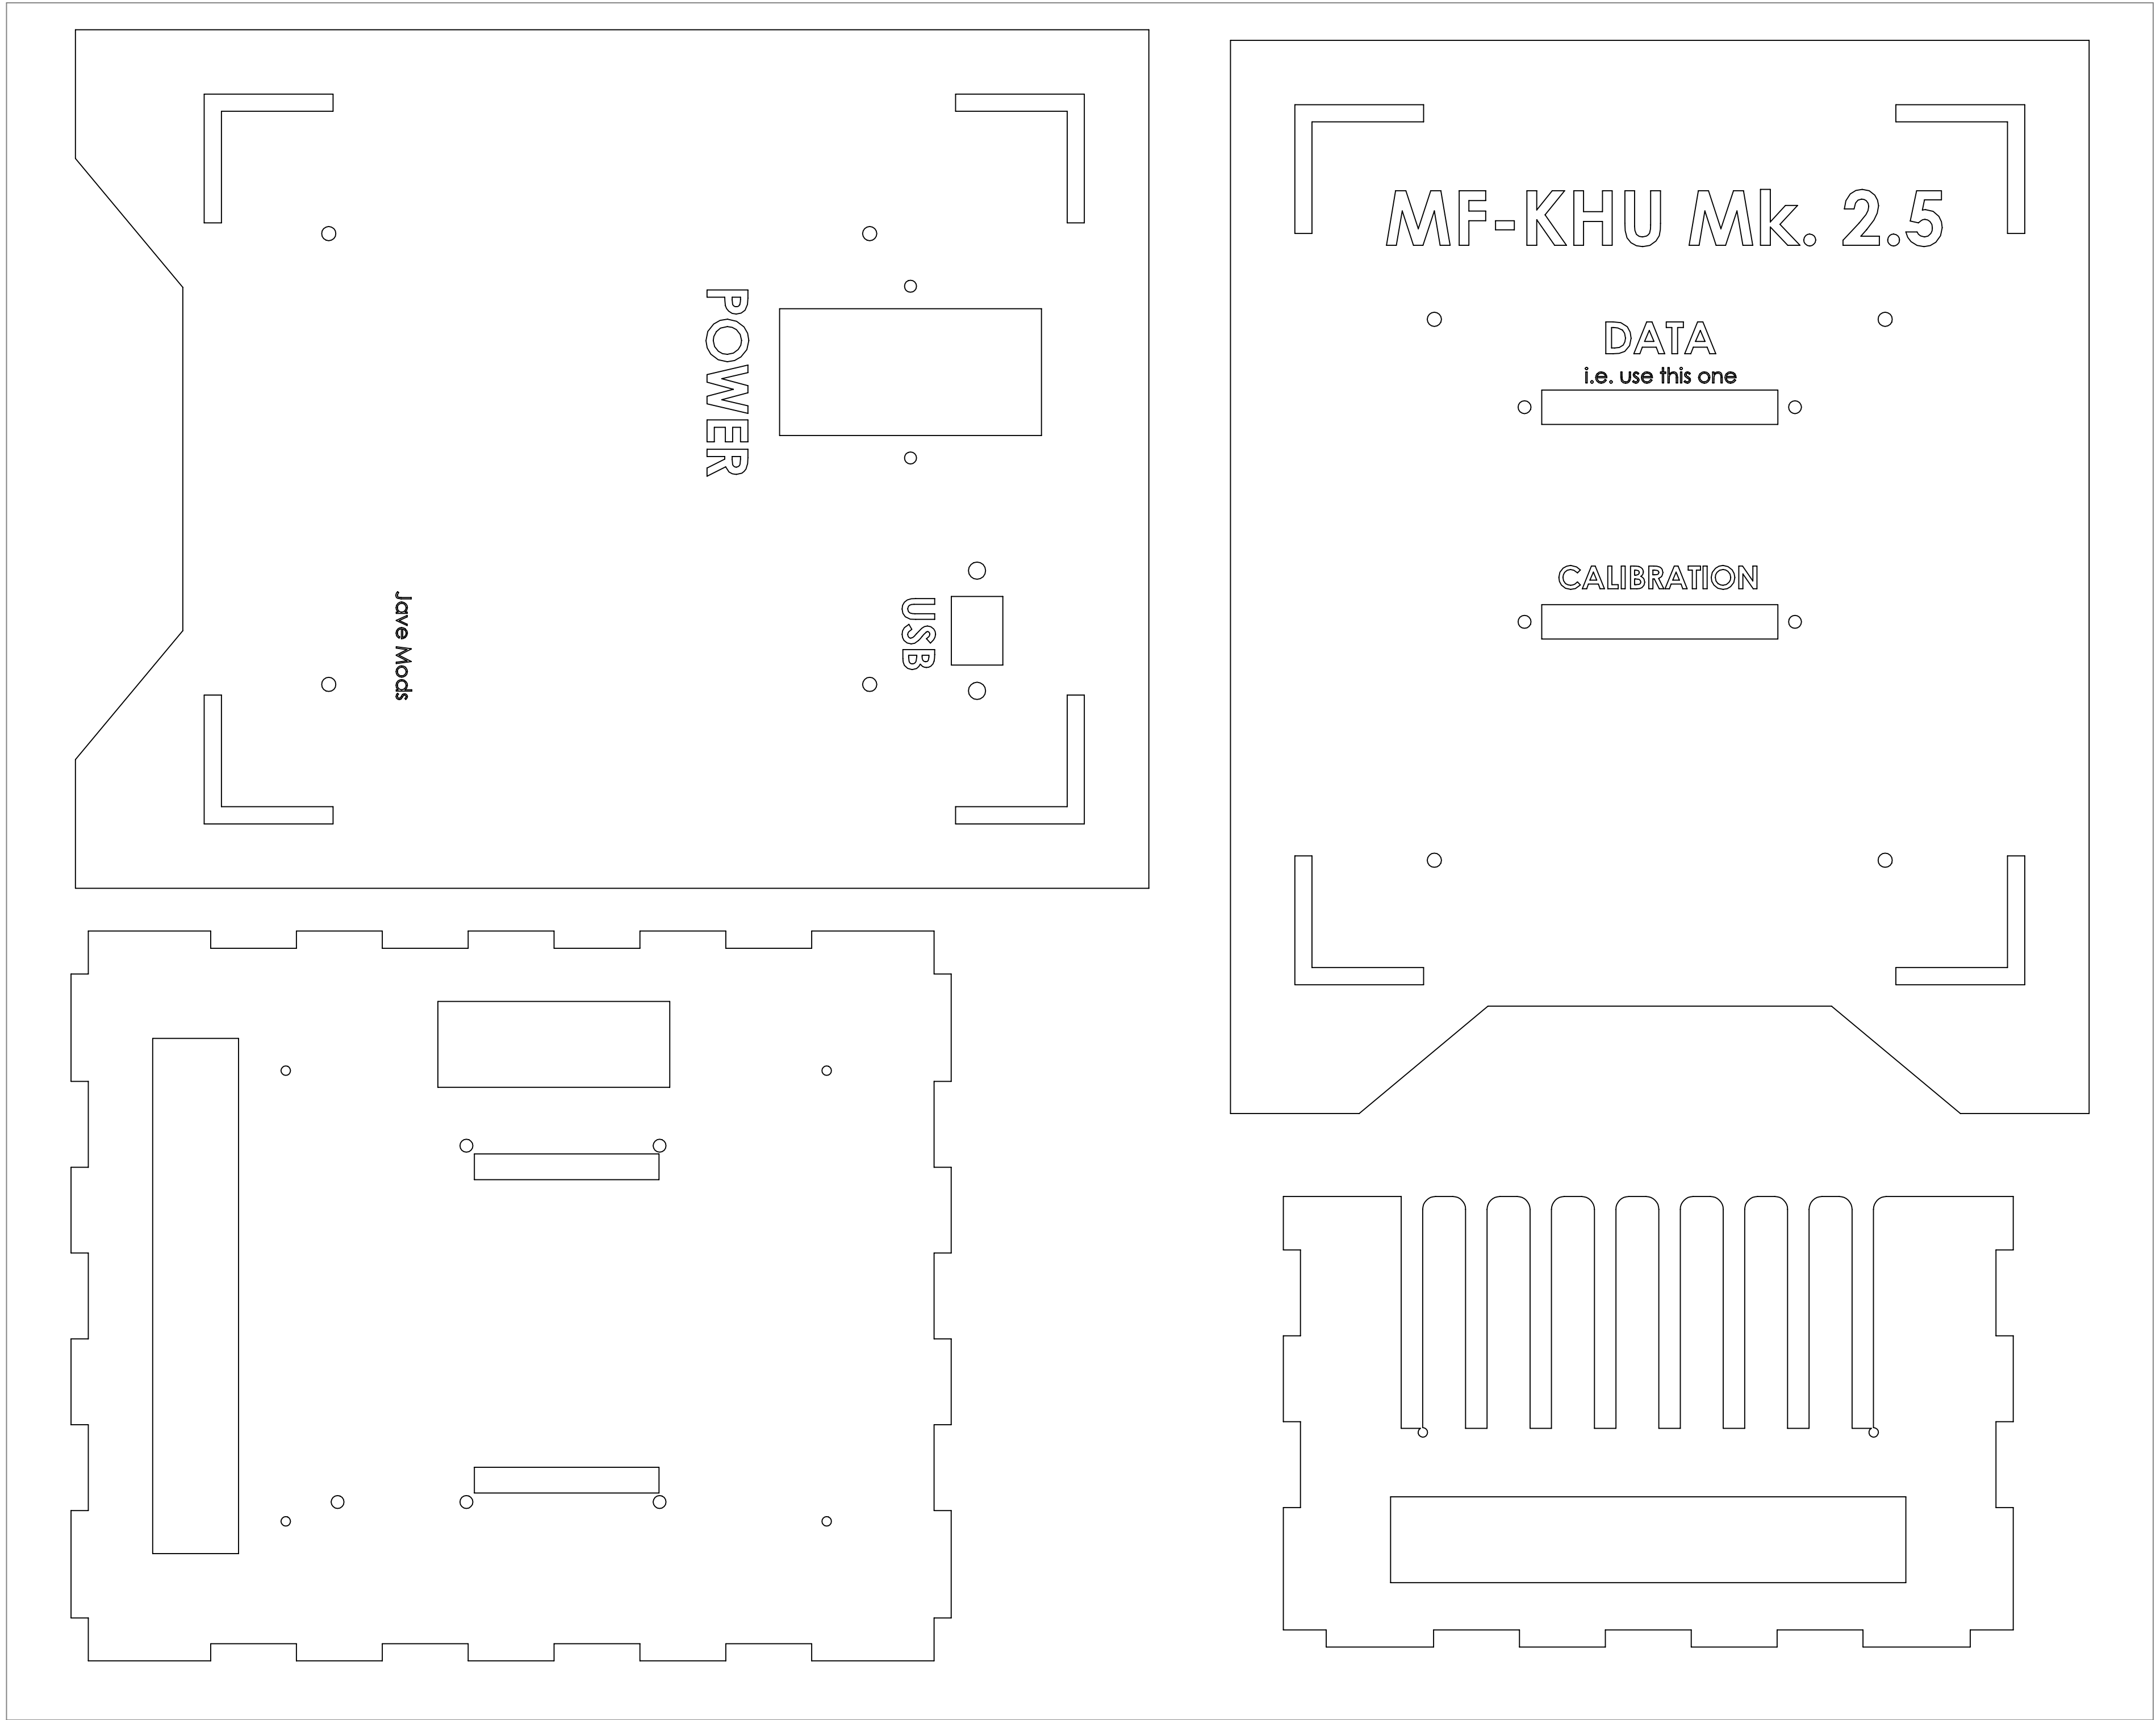 POWER
USB
Jave Mods
MF-KHU Mk. 2.5
DATA
i.e. use this one
CALIBRATION